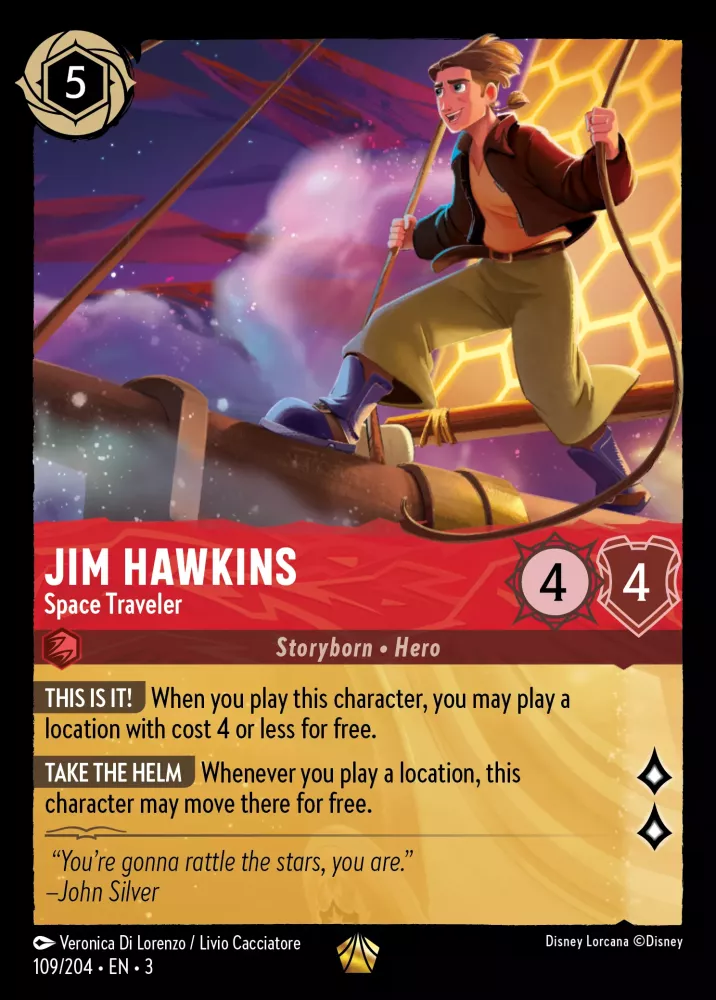 5
JIM HAWKINS
Space Traveler
4
4
Storyborn • Hero
THIS IS IT! When you play this character, you may play a
location with cost 4 or less for free.
TAKE THE HELM Whenever you play a location, this
character may move there for free.
“You’re gonna rattle the stars, you are.”
–John Silver
Veronica Di Lorenzo / Livio Cacciatore
Disney Lorcana ©Disney
109/204 • EN • 3